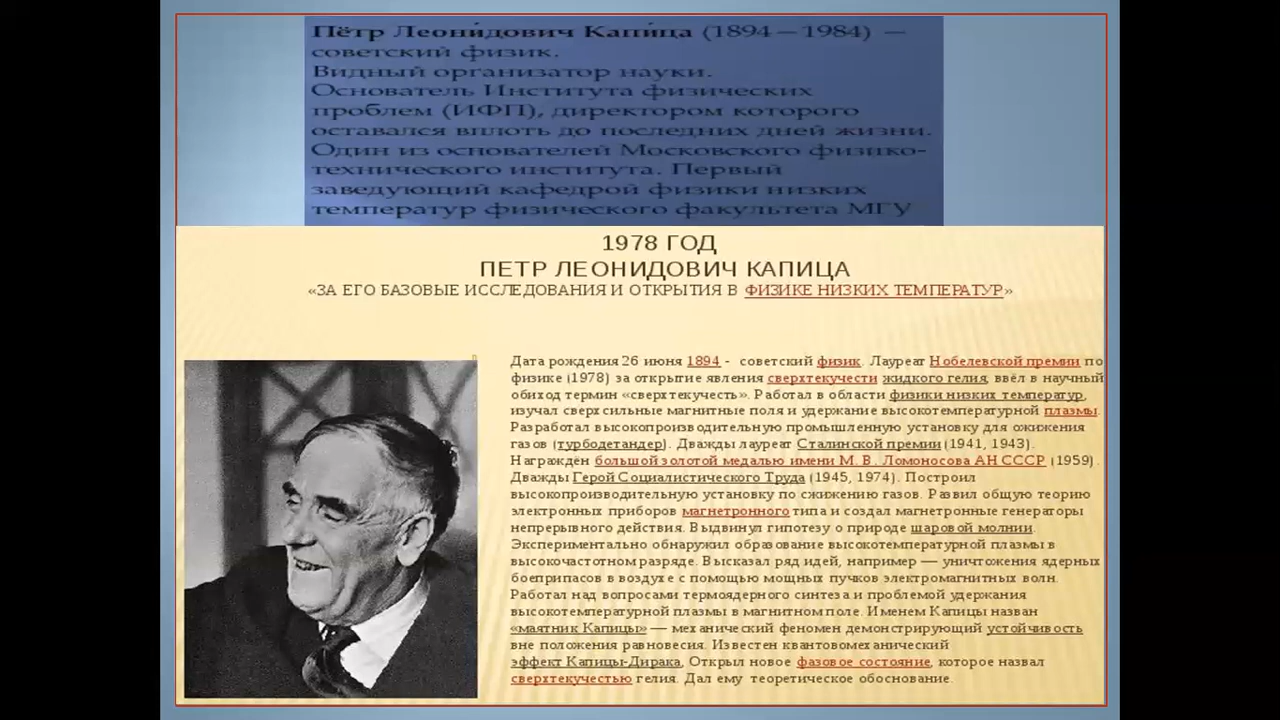 Пётр Леони́дович Капи́ца (1894 — 1984) —
советский физик.
Видный организатор науки.
Основатель Института физических
проблем (ИФП), директором которого
оставался вплоть до последних дней жизни.
Один из основателей Московского физико-
технического института. Первый
заведующий кафедрой физики низких
температур физического факультета МГУ
1978 ГОД
ПЕТР ЛЕОНИДОВИЧ КАПИЦА
«ЗА ЕГО БАЗОВЫЕ ИССЛЕДОВАНИЯ И ОТКРЫТИЯ В ФИЗИКЕ НИЗКИХ ТЕМПЕРАТУР»
Дата рождения 26 июня 1894 - советский физик. Лауреат Нобелевской премии по
физике (1978) за открытие явления сверхтекучести жидкого гелия, ввёл в научный
обиход термин «сверхтекучесть». Работал в области физики низких температур,
изучал сверхсильные магнитные поля и удержание высокотемпературной плазмы.
Разработал высокопроизводительную промышленную установку для ожижения
газов (турбодетандер). Дважды лауреат Сталинской премии (1941, 1943).
Награждён большой золотой медалью имени М. В. Ломоносова АН СССР (1959).
Дважды Герой Социалистического Труда (1945, 1974). Построил
высокопроизводительную установку по сжижению газов. Развил общую теорию
электронных приборов магнетронного типа и создал магнетронные генераторы
непрерывного действия. Выдвинул гипотезу о природе шаровой молнии.
Экспериментально обнаружил образование высокотемпературной плазмы в
высокочастотном разряде. Высказал ряд идей, например — уничтожения ядерных
боеприпасов в воздухе с помощью мощных пучков электромагнитных волн.
Работал над вопросами термоядерного синтеза и проблемой удержания
высокотемпературной плазмы в магнитном поле. Именем Капицы назван
«маятник Капицы» — механический феномен демонстрирующий устойчивость
вне положения равновесия. Известен квантовомеханический
эффект Капицы-Дирака. Открыл новое фазовое состояние, которое назвал
сверхтекучестью гелия. Дал ему теоретическое обоснование.